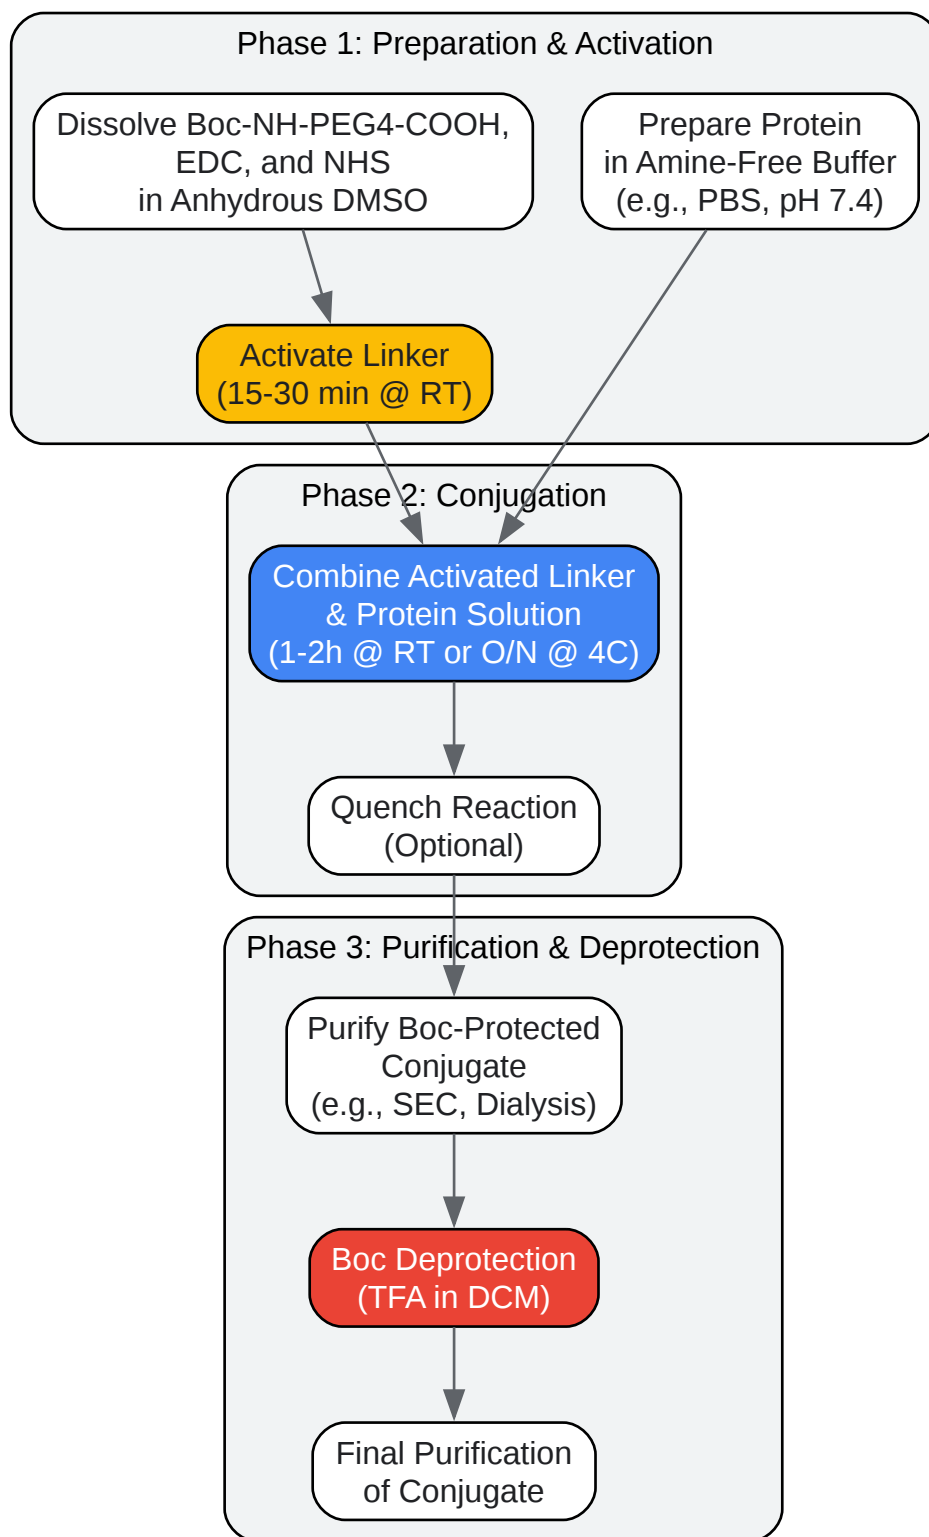 Phase 1: Preparation & Activation
Dissolve Boc-NH-PEG4-COOH,
EDC, and NHS
in Anhydrous DMSO
Prepare Protein
in Amine-Free Buffer
(e.g., PBS, pH 7.4)
Activate Linker
(15-30 min @ RT)
Phase 2: Conjugation
Combine Activated Linker
& Protein Solution
(1-2h @ RT or O/N @ 4C)
Quench Reaction
(Optional)
Phase 3: Purification & Deprotection
Purify Boc-Protected
Conjugate
(e.g., SEC, Dialysis)
Boc Deprotection
(TFA in DCM)
Final Purification
of Conjugate